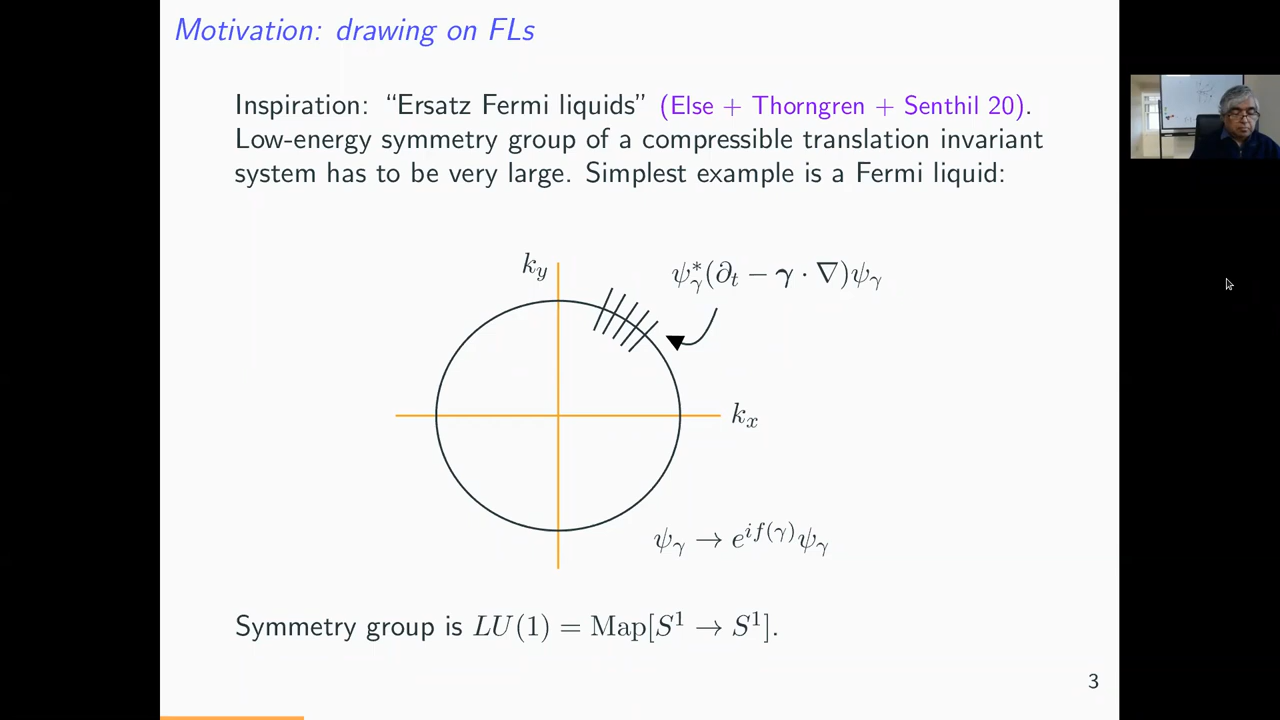 Motivation: drawing on FLs
Inspiration: “Ersatz Fermi liquids” (Else + Thorngren + Senthil 20).
Low-energy symmetry group of a compressible translation invariant
system has to be very large. Simplest example is a Fermi liquid:
k_y
ψ*_γ(∂_t − γ · ∇)ψ_γ
k_x
ψ_γ → e^{if(γ)}ψ_γ
Symmetry group is LU(1) = Map[S¹ → S¹].
3